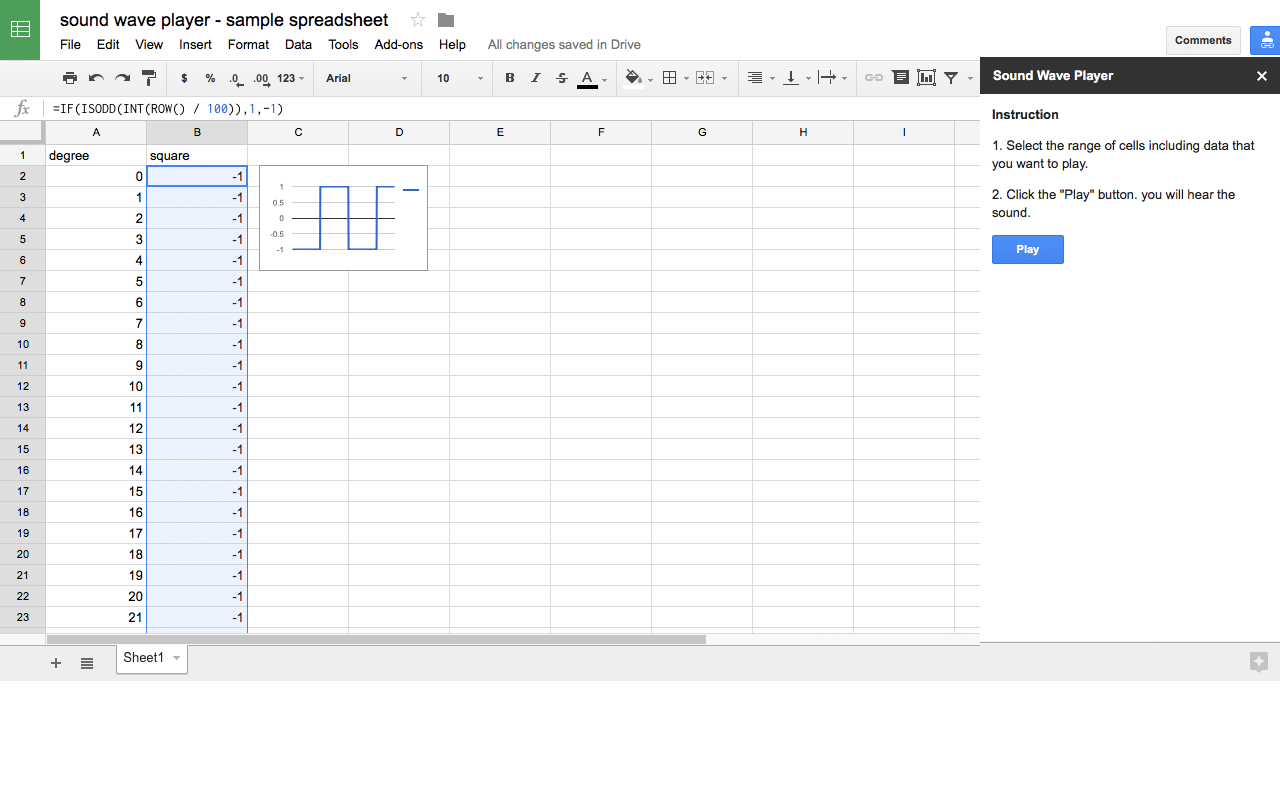 sound wave player - sample spreadsheet
File Edit View Insert Format Data Tools Add-ons Help All changes saved in Drive
Comments
$ % .0 .00 123 Arial 10 B I S A
fx =IF(ISODD(INT(ROW() / 100)),1,-1)
A B C D E F G H I
1 degree square
2 0 -1
3 1 -1
4 2 -1
5 3 -1
6 4 -1
7 5 -1
8 6 -1
9 7 -1
10 8 -1
11 9 -1
12 10 -1
13 11 -1
14 12 -1
15 13 -1
16 14 -1
17 15 -1
18 16 -1
19 17 -1
20 18 -1
21 19 -1
22 20 -1
23 21 -1
1
0.5
0
-0.5
-1
Sound Wave Player
Instruction
1. Select the range of cells including data that
you want to play.
2. Click the "Play" button. you will hear the
sound.
Play
Sheet1